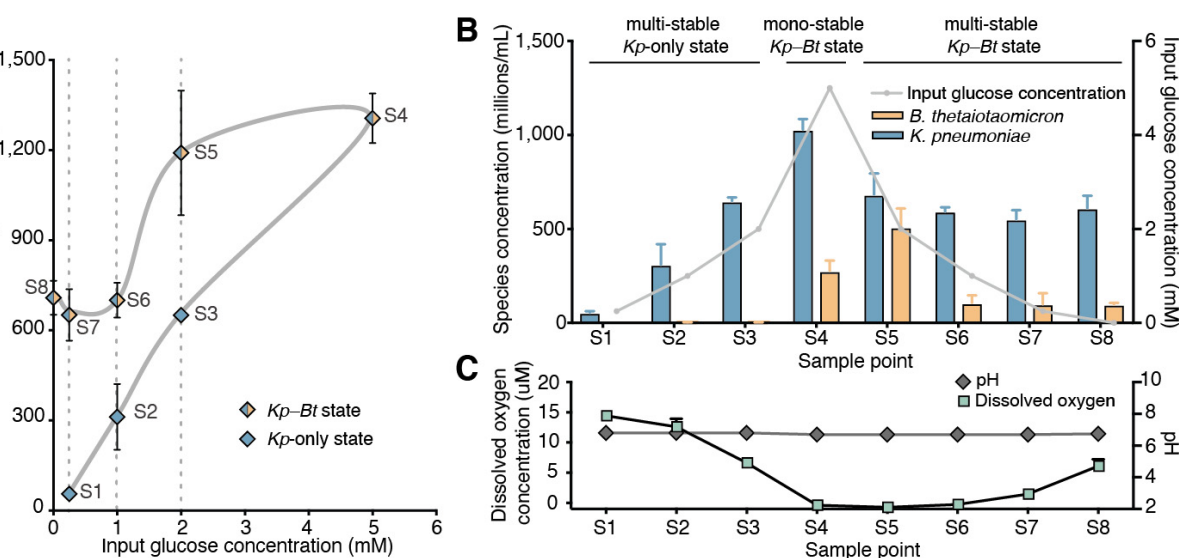 1,500
1,200
900
600
300
0
S8
S7
S6
S5
S4
S3
S2
S1
Kp–Bt state
Kp-only state
0 1 2 3 4 5 6
Input glucose concentration (mM)
B
multi-stable
Kp-only state
mono-stable
Kp–Bt state
multi-stable
Kp–Bt state
Species concentration (millions/mL)
1,500
1,000
500
0
Input glucose concentration
B. thetaiotaomicron
K. pneumoniae
6
4
2
0
Input glucose concentration (mM)
S1 S2 S3 S4 S5 S6 S7 S8
Sample point
C
Dissolved oxygen
concentration (uM)
20
15
10
5
0
pH
Dissolved oxygen
10
8
6
4
2
pH
S1 S2 S3 S4 S5 S6 S7 S8
Sample point